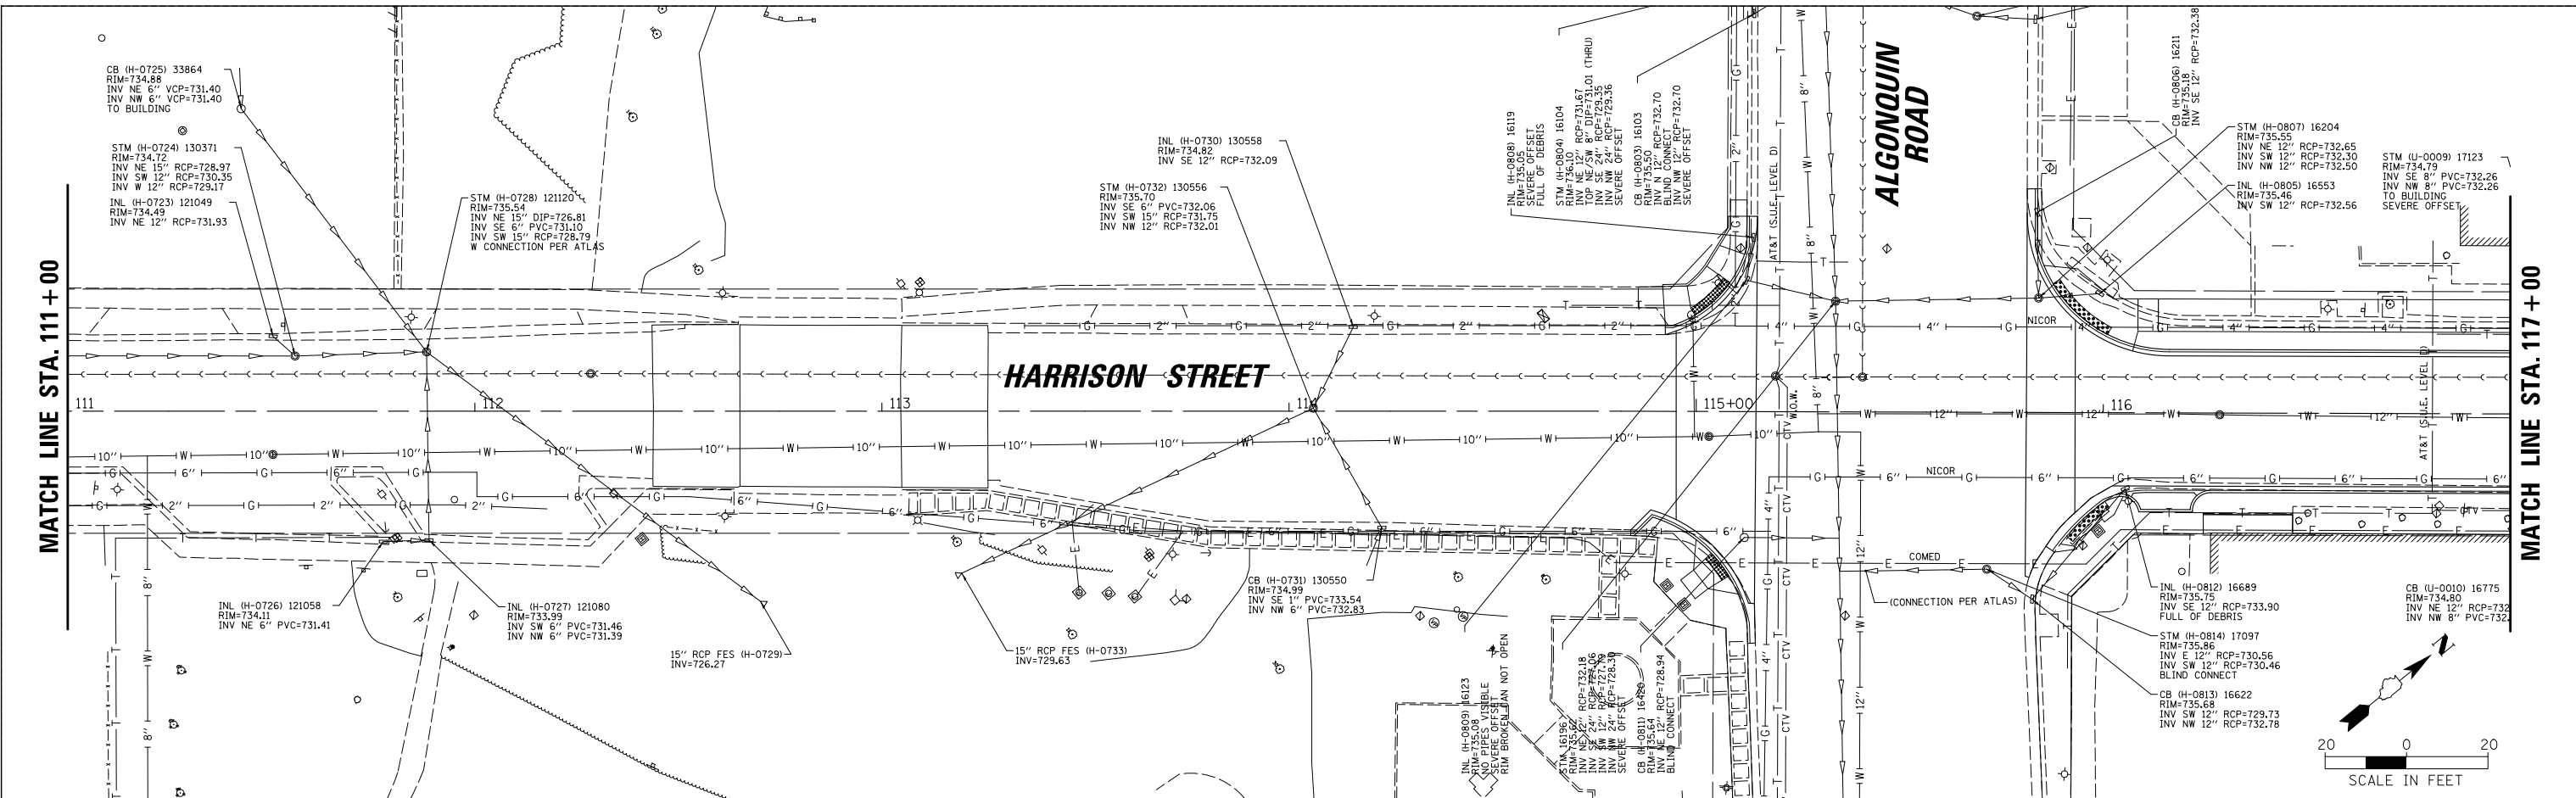 CB (H-0725) 33864
RIM=734.88
INV NE 6'' VCP=731.40
INV NW 6'' VCP=731.40
TO BUILDING
STM (H-0724) 130371
RIM=734.72
INV NE 15'' RCP=728.97
INV SW 12'' RCP=730.35
INV W 12'' RCP=729.17
INL (H-0723) 121049
RIM=734.49
INV NE 12'' RCP=731.93
STM (H-0728) 121120
RIM=735.54
INV NE 15'' DIP=726.81
INV SE 6'' PVC=731.10
INV SW 15'' RCP=728.79
W CONNECTION PER ATLAS
INL (H-0730) 130558
RIM=734.82
INV SE 12'' RCP=732.09
STM (H-0732) 130556
RIM=735.70
INV SE 6'' PVC=732.06
INV SW 15'' RCP=731.75
INV NW 12'' RCP=732.01
INL (H-0808) 16119
RIM=735.05
SEVERE OFFSET
FULL OF DEBRIS
STM (H-0804) 16104
RIM=736.10
INV NE 12'' RCP=731.67
TOP NE/SW 8'' DIP=731.01 (THRU)
INV SE 24'' RCP=729.35
INV NW 24'' RCP=729.36
SEVERE OFFSET
CB (H-0803) 16103
RIM=735.50
INV N 12'' RCP=732.70
BLIND CONNECT
INV NW 12'' RCP=732.70
SEVERE OFFSET
AT&T (S.U.E. LEVEL D)
ALGONQUIN
ROAD
CB (H-0806) 16211
RIM=735.18
INV SE 12'' RCP=732.38
STM (H-0807) 16204
RIM=735.55
INV NE 12'' RCP=732.65
INV SW 12'' RCP=732.30
INV NW 12'' RCP=732.50
INL (H-0805) 16553
RIM=735.46
INV SW 12'' RCP=732.56
STM (U-0009) 17123
RIM=734.79
INV SE 8'' PVC=732.26
INV NW 8'' PVC=732.26
TO BUILDING
SEVERE OFFSET
MATCH LINE STA. 111+00
HARRISON STREET
NICOR
AT&T (S.U.E. LEVEL D)
MATCH LINE STA. 117+00
111
112
113
114
115+00
116
W.O.W.
CTV
NICOR
COMED
(CONNECTION PER ATLAS)
INL (H-0726) 121058
RIM=734.11
INV NE 6'' PVC=731.41
INL (H-0727) 121080
RIM=733.99
INV SW 6'' PVC=731.46
INV NW 6'' PVC=731.39
15'' RCP FES (H-0729)
INV=726.27
15'' RCP FES (H-0733)
INV=729.63
CB (H-0731) 130550
RIM=734.99
INV SE 1'' PVC=733.54
INV NW 6'' PVC=732.83
INL (H-0809) 16123
RIM=735.08
NO PIPES VISIBLE
SEVERE OFFSET
RIM BROKEN CAN NOT OPEN
STM 16196
INV NE 12'' RCP=732.18
SEVERE OFFSET
CB (H-0811) 16420
RIM=735.64
INV NE 12'' RCP=728.94
BLIND CONNECT
INL (H-0812) 16689
RIM=735.75
INV SE 12'' RCP=733.90
FULL OF DEBRIS
STM (H-0814) 17097
RIM=735.86
INV E 12'' RCP=730.56
INV SW 12'' RCP=730.46
BLIND CONNECT
CB (H-0813) 16622
RIM=735.68
INV SW 12'' RCP=729.73
INV NW 12'' RCP=732.78
CB (U-0010) 16775
RIM=734.80
INV NE 12'' RCP=732
INV NW 8'' PVC=732.
N
20 0 20
SCALE IN FEET